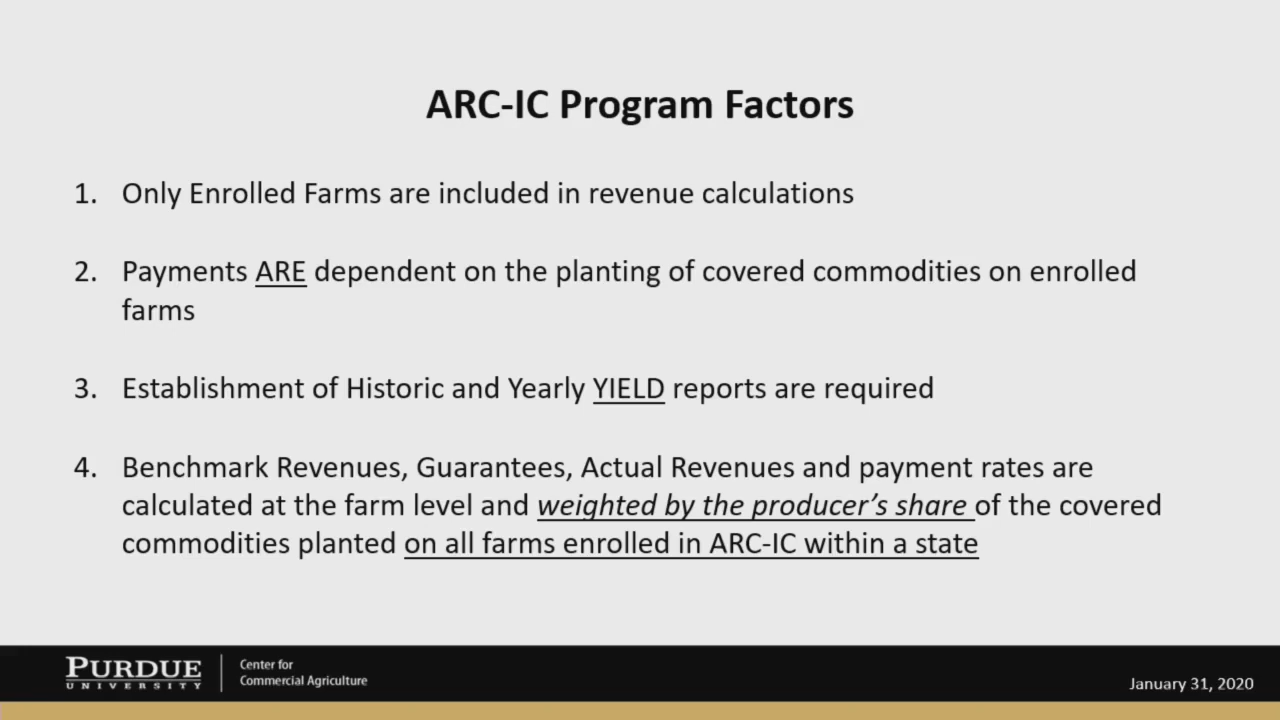 ARC-IC Program Factors
1. Only Enrolled Farms are included in revenue calculations
2. Payments ARE dependent on the planting of covered commodities on enrolled
farms
3. Establishment of Historic and Yearly YIELD reports are required
4. Benchmark Revenues, Guarantees, Actual Revenues and payment rates are
calculated at the farm level and weighted by the producer’s share of the covered
commodities planted on all farms enrolled in ARC-IC within a state
PURDUE
UNIVERSITY
Center for
Commercial Agriculture
January 31, 2020